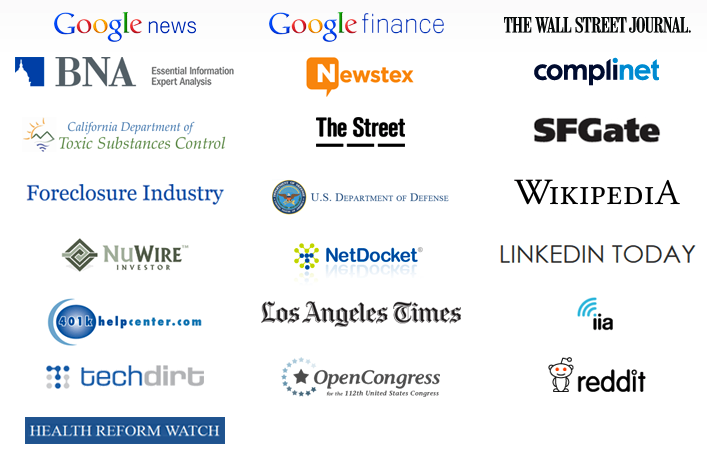 Google news
Google finance
THE WALL STREET JOURNAL.
BNA
Essential Information
Expert Analysis
Newstex
complinet
California Department of
Toxic Substances Control
The Street
SFGate
Foreclosure Industry
U.S. DEPARTMENT OF DEFENSE
WIKIPEDIA
NUWIRE™
INVESTOR
NetDocket®
LINKEDIN TODAY
401khelpcenter.com
Los Angeles Times
iia
techdirt
OPENCONGRESS
for the 112th United States Congress
reddit
HEALTH REFORM WATCH